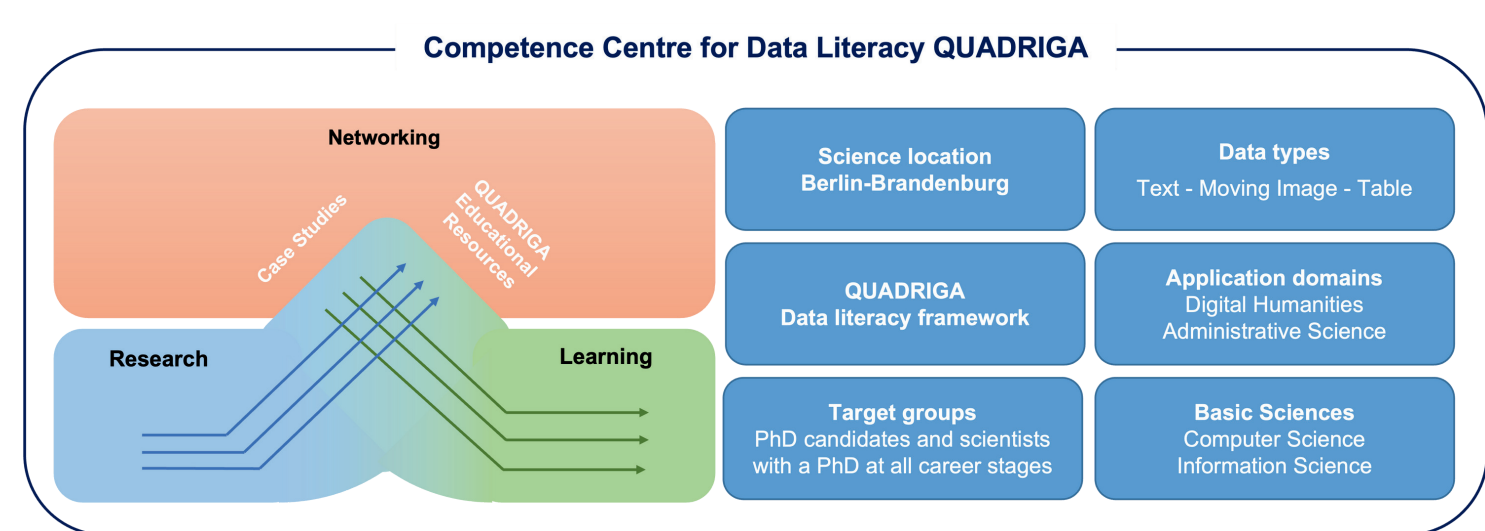 Competence Centre for Data Literacy QUADRIGA
Networking
Case Studies
QUADRIGA
Educational
Resources
Research
Learning
Science location
Berlin-Brandenburg
Data types
Text - Moving Image - Table
QUADRIGA
Data literacy framework
Application domains
Digital Humanities
Administrative Science
Target groups
PhD candidates and scientists
with a PhD at all career stages
Basic Sciences
Computer Science
Information Science